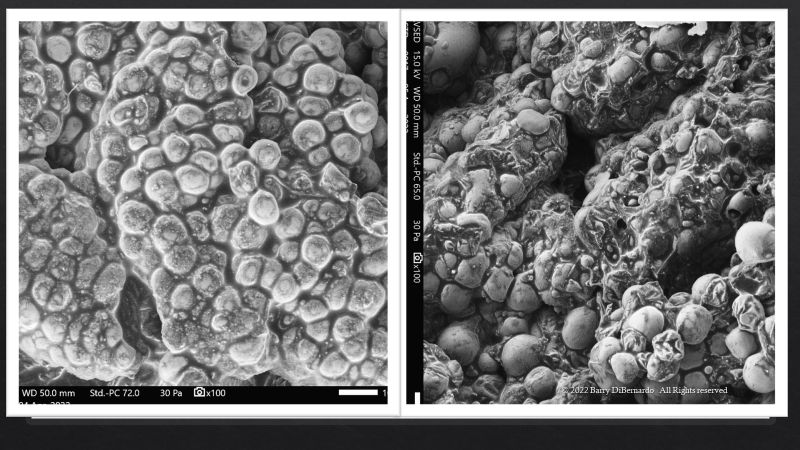 WD 50.0 mm Std.-PC 72.0 30 Pa x100
VSED 15.0 kV WD 50.0 mm Std.-PC 65.0 30 Pa x100
© 2022 Barry DiBernardo All Rights reserved